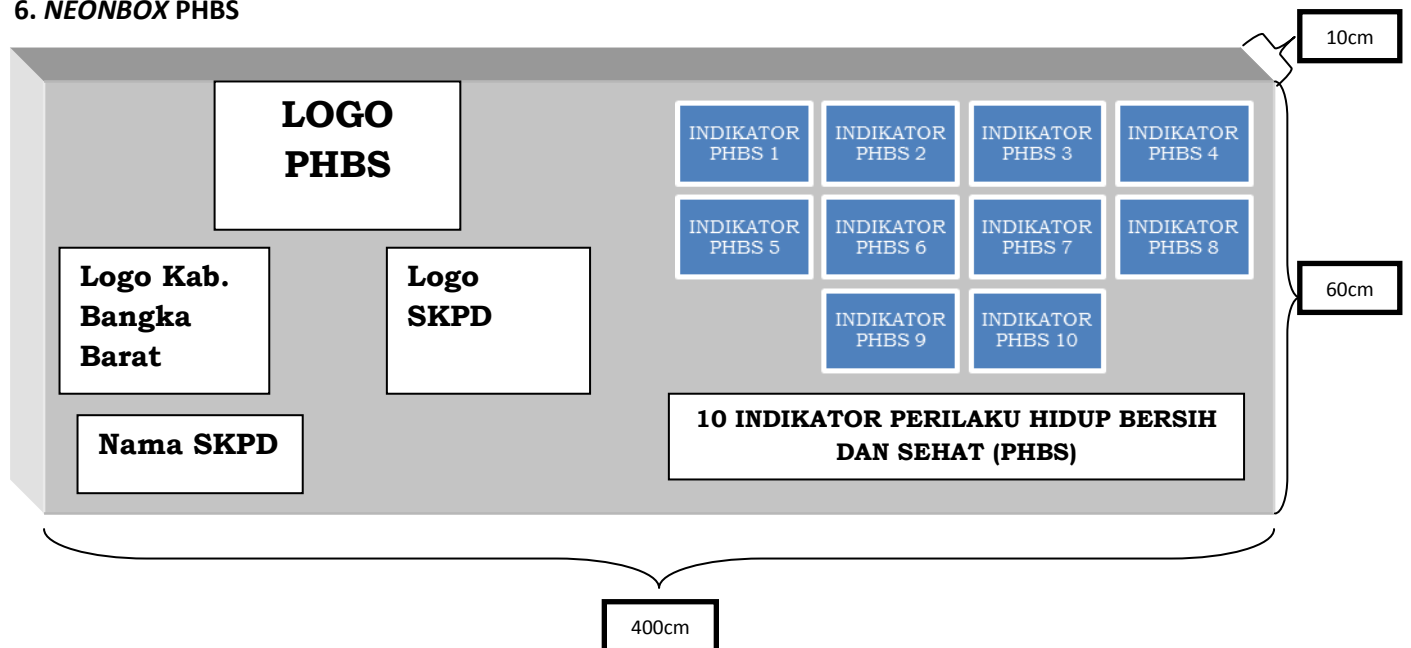 6. NEONBOX PHBS
10cm
LOGO
PHBS
INDIKATOR
PHBS 1
INDIKATOR
PHBS 2
INDIKATOR
PHBS 3
INDIKATOR
PHBS 4
INDIKATOR
PHBS 5
INDIKATOR
PHBS 6
INDIKATOR
PHBS 7
INDIKATOR
PHBS 8
Logo Kab.
Bangka
Barat
Logo
SKPD
60cm
INDIKATOR
PHBS 9
INDIKATOR
PHBS 10
Nama SKPD
10 INDIKATOR PERILAKU HIDUP BERSIH
DAN SEHAT (PHBS)
400cm